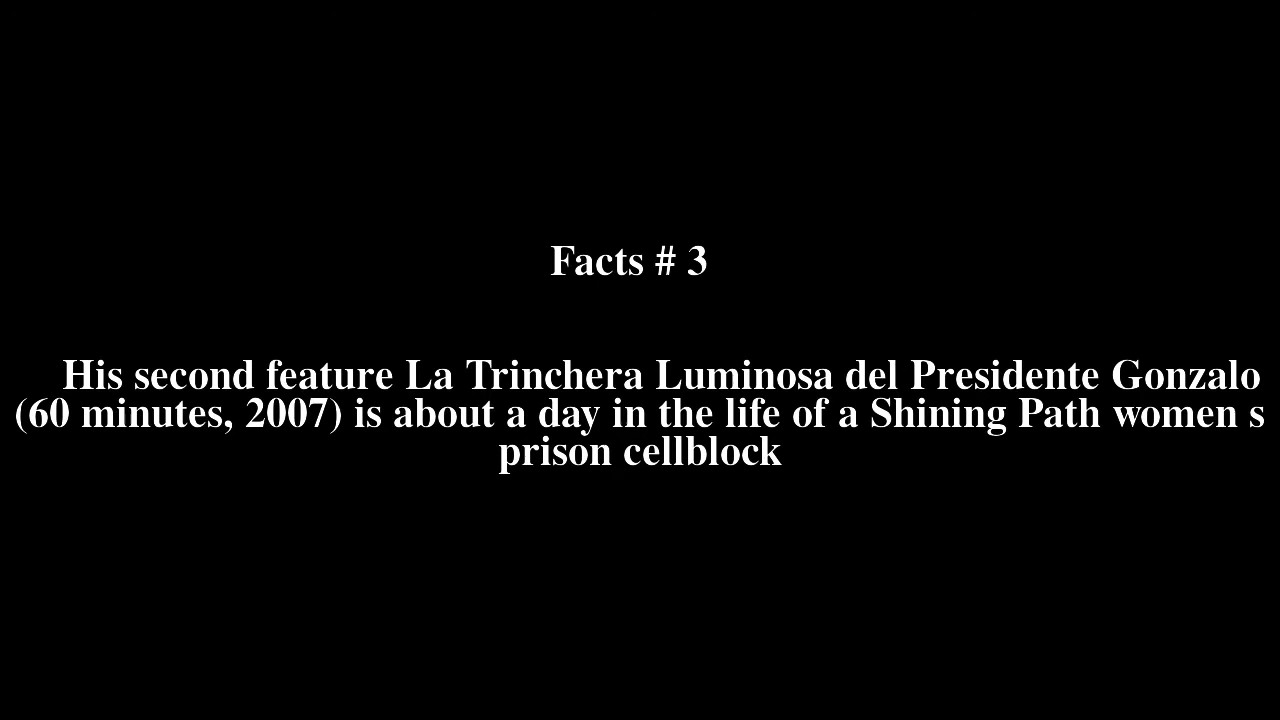 Facts # 3
His second feature La Trinchera Luminosa del Presidente Gonzalo
(60 minutes, 2007) is about a day in the life of a Shining Path women s
prison cellblock